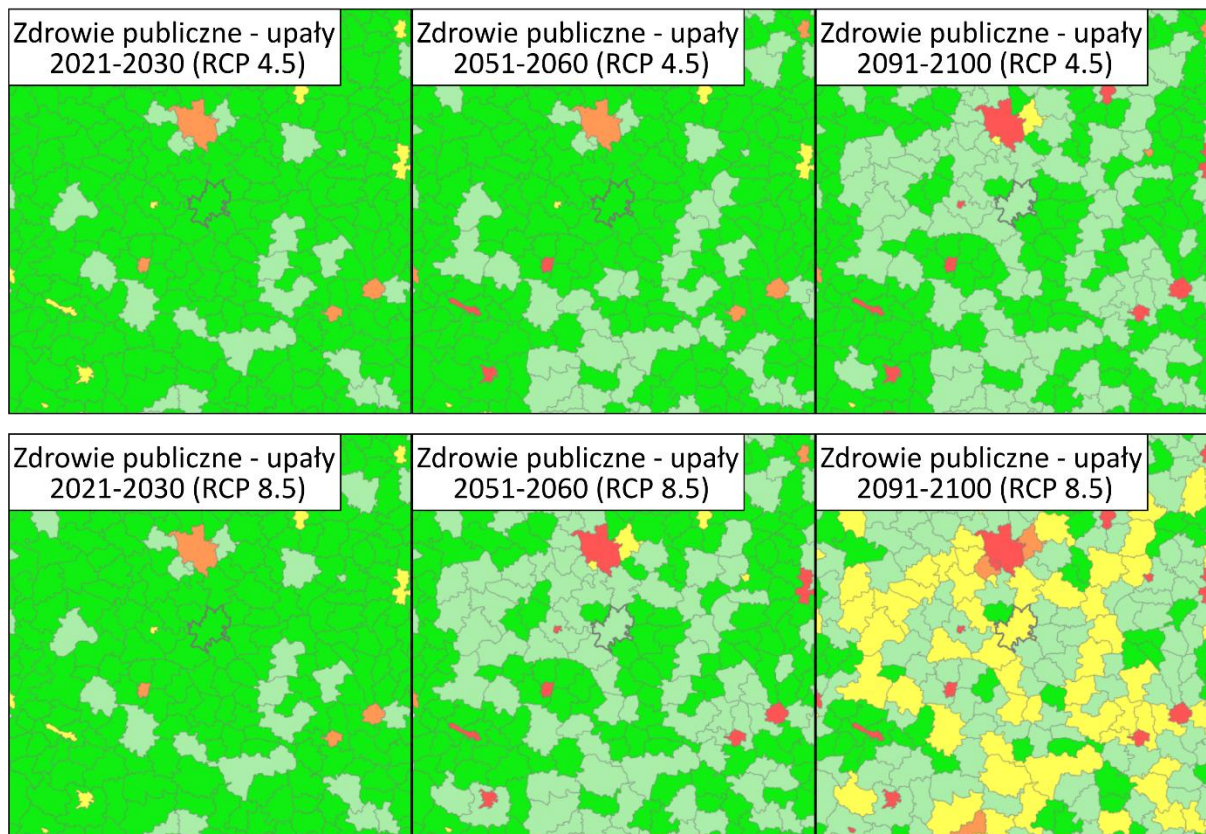 Zdrowie publiczne - upały
2021-2030 (RCP 4.5)
Zdrowie publiczne - upały
2051-2060 (RCP 4.5)
Zdrowie publiczne - upały
2091-2100 (RCP 4.5)
Zdrowie publiczne - upały
2021-2030 (RCP 8.5)
Zdrowie publiczne - upały
2051-2060 (RCP 8.5)
Zdrowie publiczne - upały
2091-2100 (RCP 8.5)